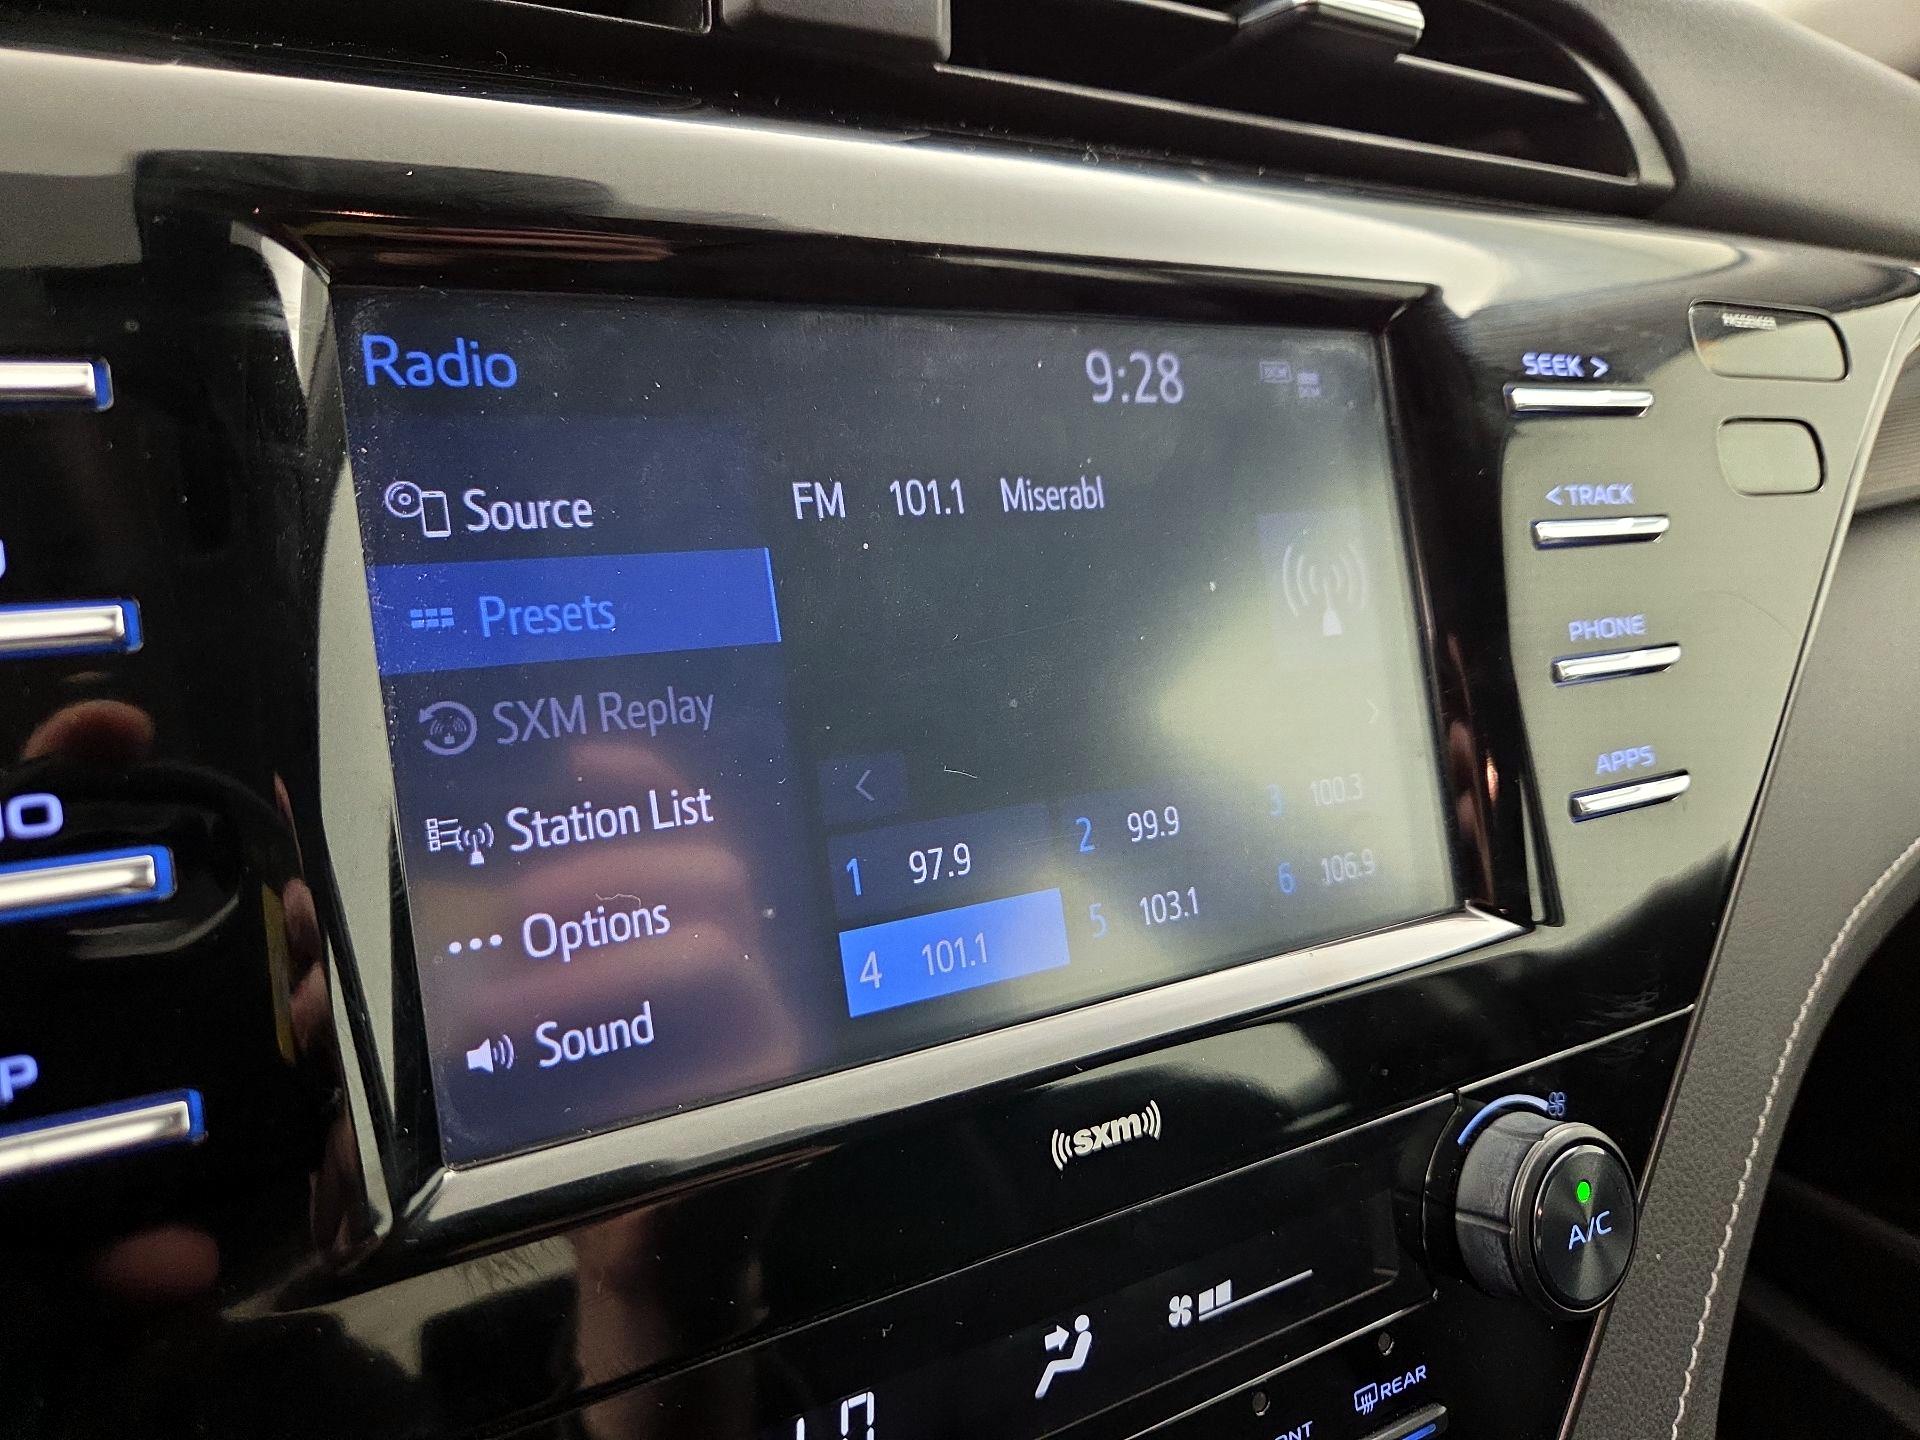 Radio 9:28
SEEK >
Source
FM 101.1 Miserabl
< TRACK
Presets
PHONE
SXM Replay
APPS
Station List
1 97.9 2 99.9 3 100.3
4 101.1 5 103.1 6 106.9
Options
Sound
sxm
A/C
REAR